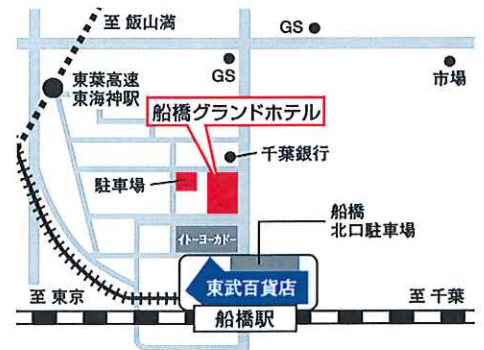 至 飯山満
GS
GS
市場
東葉高速
東海神駅
船橋グランドホテル
千葉銀行
駐車場
船橋
北口駐車場
イトーヨーカドー
東武百貨店
至 東京
至 千葉
船橋駅